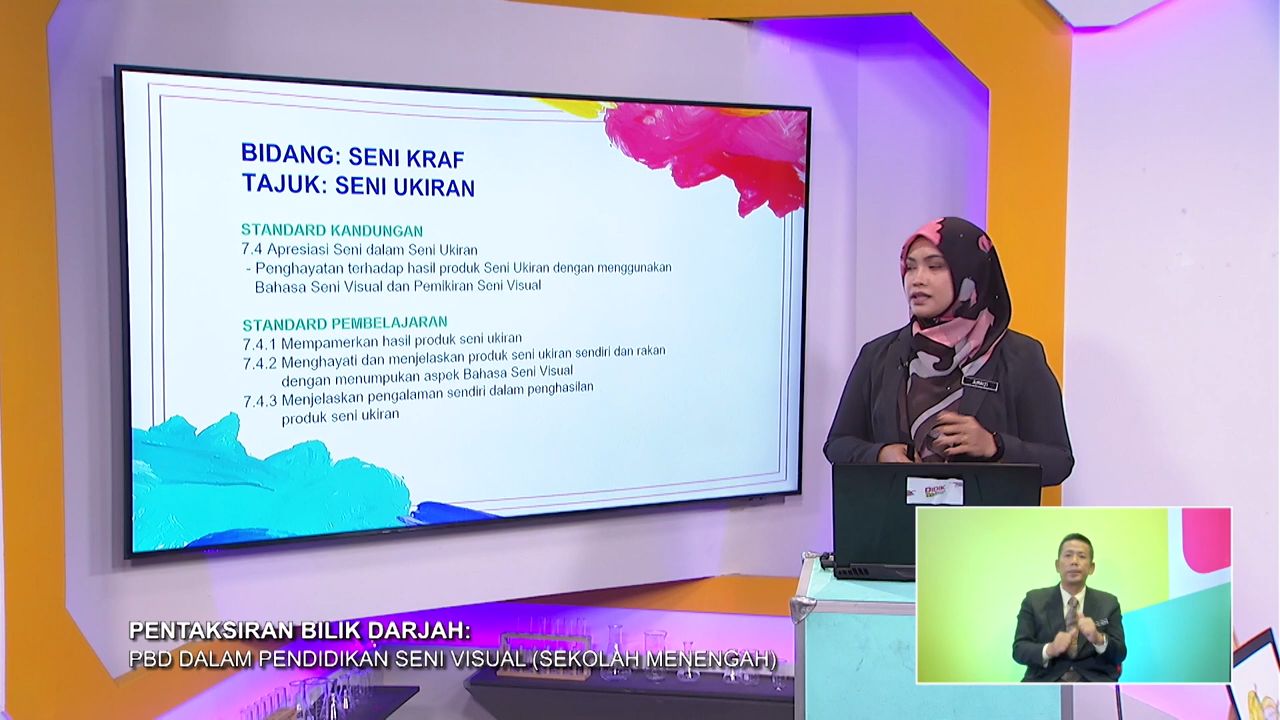 BIDANG: SENI KRAF
TAJUK: SENI UKIRAN
STANDARD KANDUNGAN
7.4 Apresiasi Seni dalam Seni Ukiran
- Penghayatan terhadap hasil produk Seni Ukiran dengan menggunakan
Bahasa Seni Visual dan Pemikiran Seni Visual
STANDARD PEMBELAJARAN
7.4.1 Mempamerkan hasil produk seni ukiran
7.4.2 Menghayati dan menjelaskan produk seni ukiran sendiri dan rakan
dengan menumpukan aspek Bahasa Seni Visual
7.4.3 Menjelaskan pengalaman sendiri dalam penghasilan
produk seni ukiran
DIDIK
PENTAKSIRAN BILIK DARJAH:
PBD DALAM PENDIDIKAN SENI VISUAL (SEKOLAH MENENGAH)